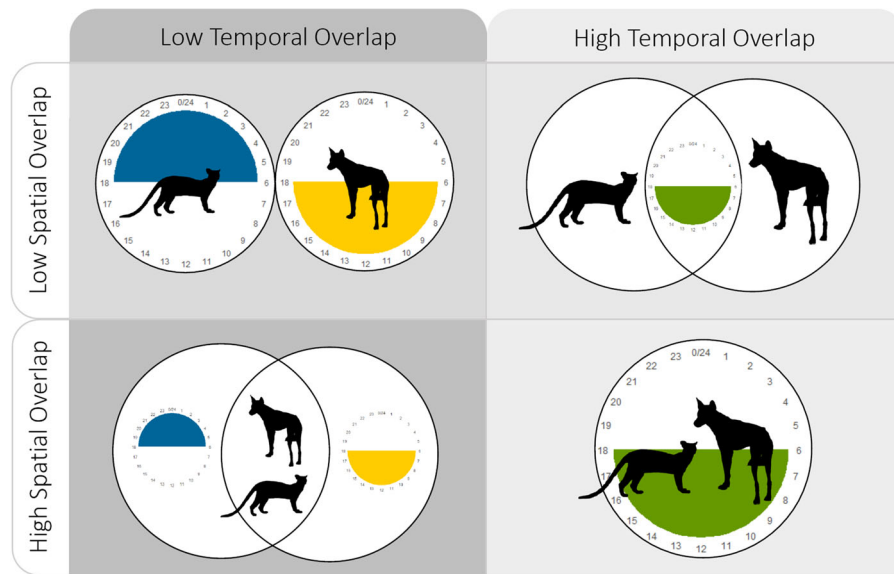 Low Temporal Overlap
High Temporal Overlap
Low Spatial Overlap
0/24 1 2 3 4 5 6 7 8 9 10 11 12 13 14 15 16 17 18 19 20 21 22 23
0/24 1 2 3 4 5 6 7 8 9 10 11 12 13 14 15 16 17 18 19 20 21 22 23
High Spatial Overlap
0/24 1 2 3 4 5 6 7 8 9 10 11 12 13 14 15 16 17 18 19 20 21 22 23